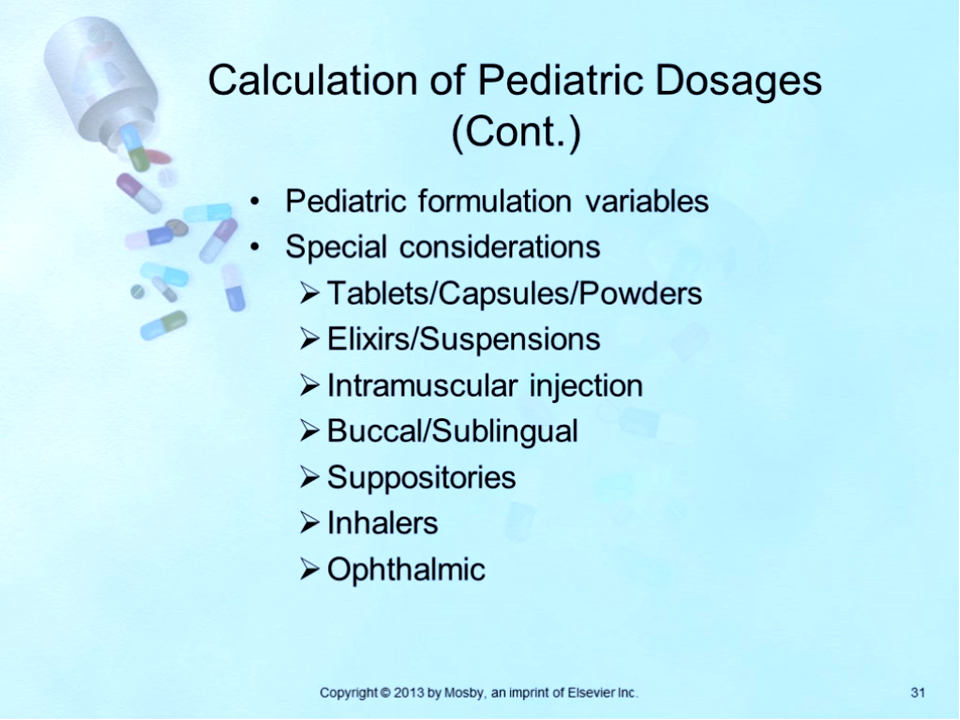 Calculation of Pediatric Dosages
(Cont.)
• Pediatric formulation variables
• Special considerations
➢ Tablets/Capsules/Powders
➢ Elixirs/Suspensions
➢ Intramuscular injection
➢ Buccal/Sublingual
➢ Suppositories
➢ Inhalers
➢ Ophthalmic
Copyright © 2013 by Mosby, an imprint of Elsevier Inc.
31